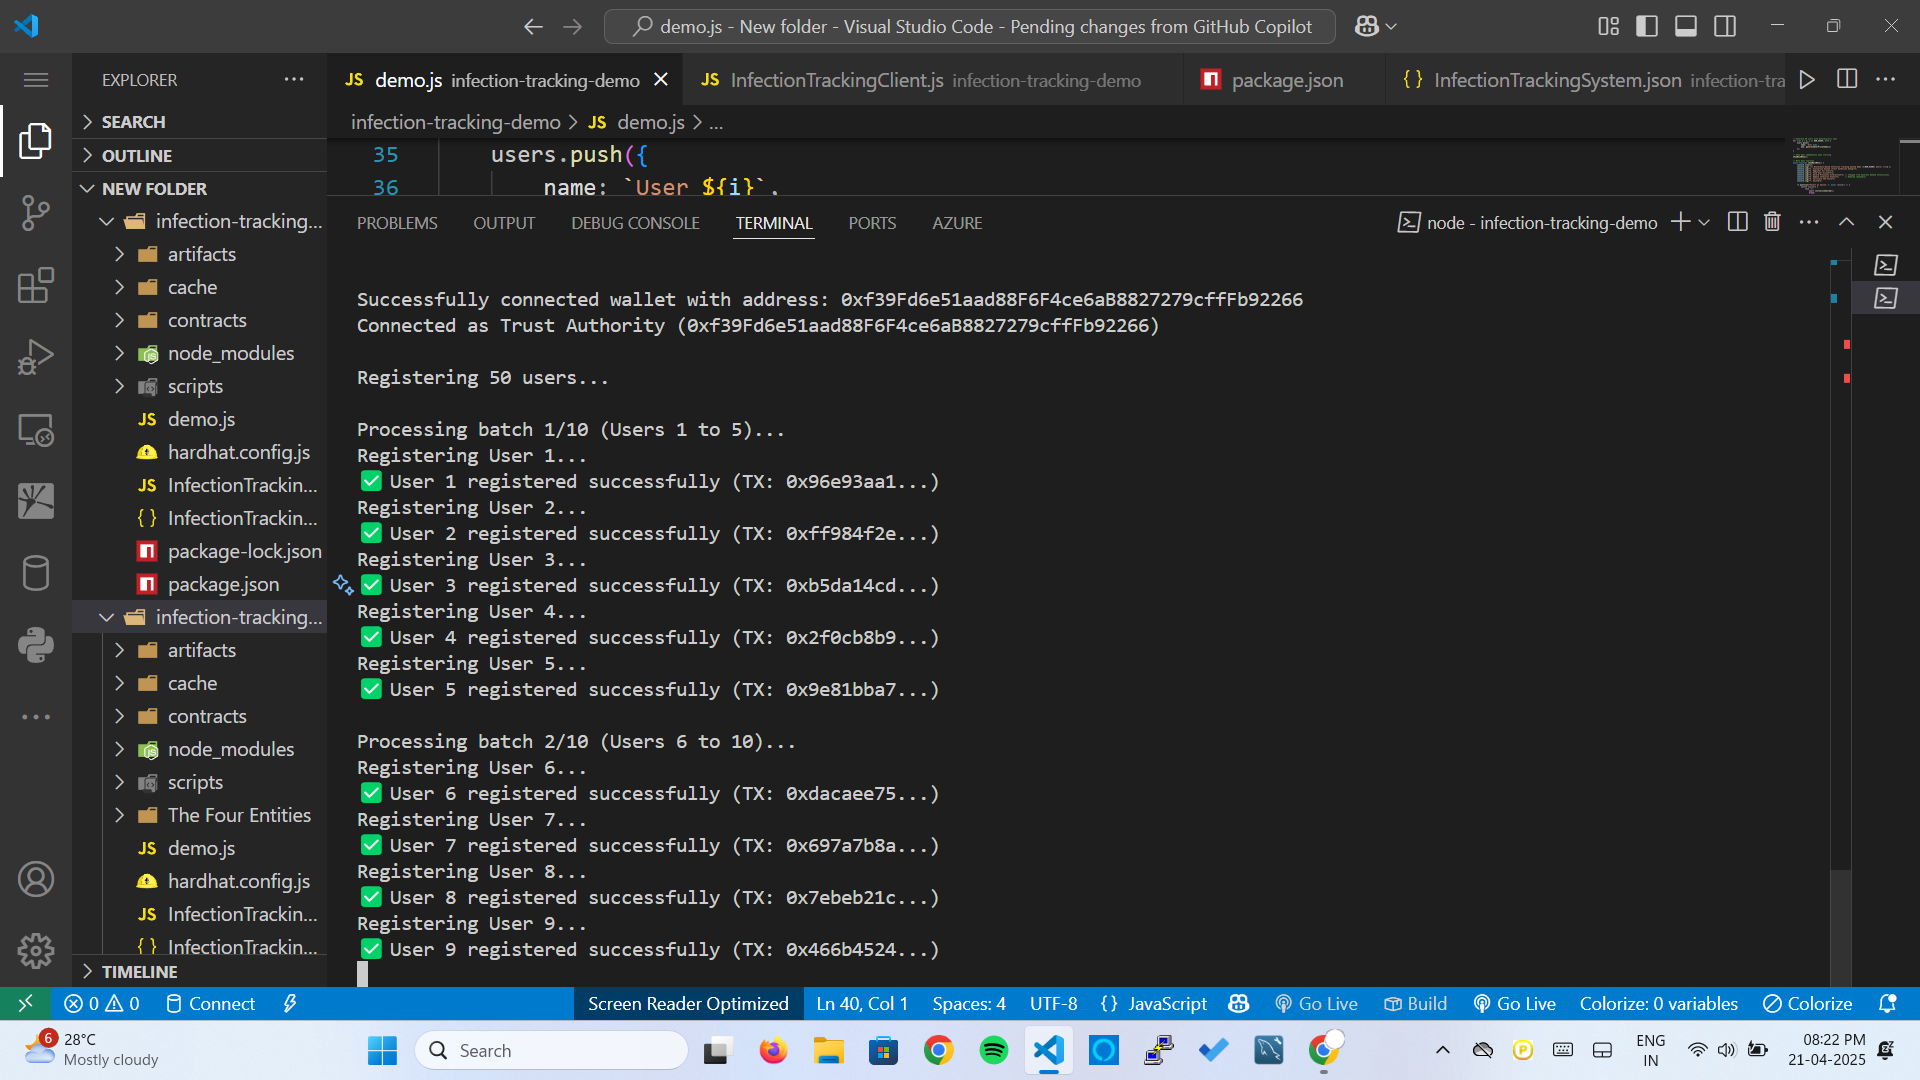 demo.js - New folder - Visual Studio Code - Pending changes from GitHub Copilot
EXPLORER
SEARCH
OUTLINE
NEW FOLDER
infection-tracking...
artifacts
cache
contracts
node_modules
scripts
JS demo.js
hardhat.config.js
JS InfectionTrackin...
{} InfectionTrackin...
package-lock.json
package.json
infection-tracking...
artifacts
cache
contracts
node_modules
scripts
The Four Entities
JS demo.js
hardhat.config.js
JS InfectionTrackin...
{} InfectionTrackin...
TIMELINE
JS demo.js infection-tracking-demo
JS InfectionTrackingClient.js infection-tracking-demo
package.json
{} InfectionTrackingSystem.json infection-tra
infection-tracking-demo > JS demo.js > ...
35 users.push({
36 name: `User ${i}`,
PROBLEMS OUTPUT DEBUG CONSOLE TERMINAL PORTS AZURE
node - infection-tracking-demo
Successfully connected wallet with address: 0xf39Fd6e51aad88F6F4ce6aB8827279cffFb92266
Connected as Trust Authority (0xf39Fd6e51aad88F6F4ce6aB8827279cffFb92266)
Registering 50 users...
Processing batch 1/10 (Users 1 to 5)...
Registering User 1...
✅ User 1 registered successfully (TX: 0x96e93aa1...)
Registering User 2...
✅ User 2 registered successfully (TX: 0xff984f2e...)
Registering User 3...
✅ User 3 registered successfully (TX: 0xb5da14cd...)
Registering User 4...
✅ User 4 registered successfully (TX: 0x2f0cb8b9...)
Registering User 5...
✅ User 5 registered successfully (TX: 0x9e81bba7...)
Processing batch 2/10 (Users 6 to 10)...
Registering User 6...
✅ User 6 registered successfully (TX: 0xdacaee75...)
Registering User 7...
✅ User 7 registered successfully (TX: 0x697a7b8a...)
Registering User 8...
✅ User 8 registered successfully (TX: 0x7ebeb21c...)
Registering User 9...
✅ User 9 registered successfully (TX: 0x466b4524...)
0 0 Connect Screen Reader Optimized Ln 40, Col 1 Spaces: 4 UTF-8 {} JavaScript Go Live Build Go Live Colorize: 0 variables Colorize
6
28°C
Mostly cloudy
Search
P
ENG
IN
08:22 PM
21-04-2025